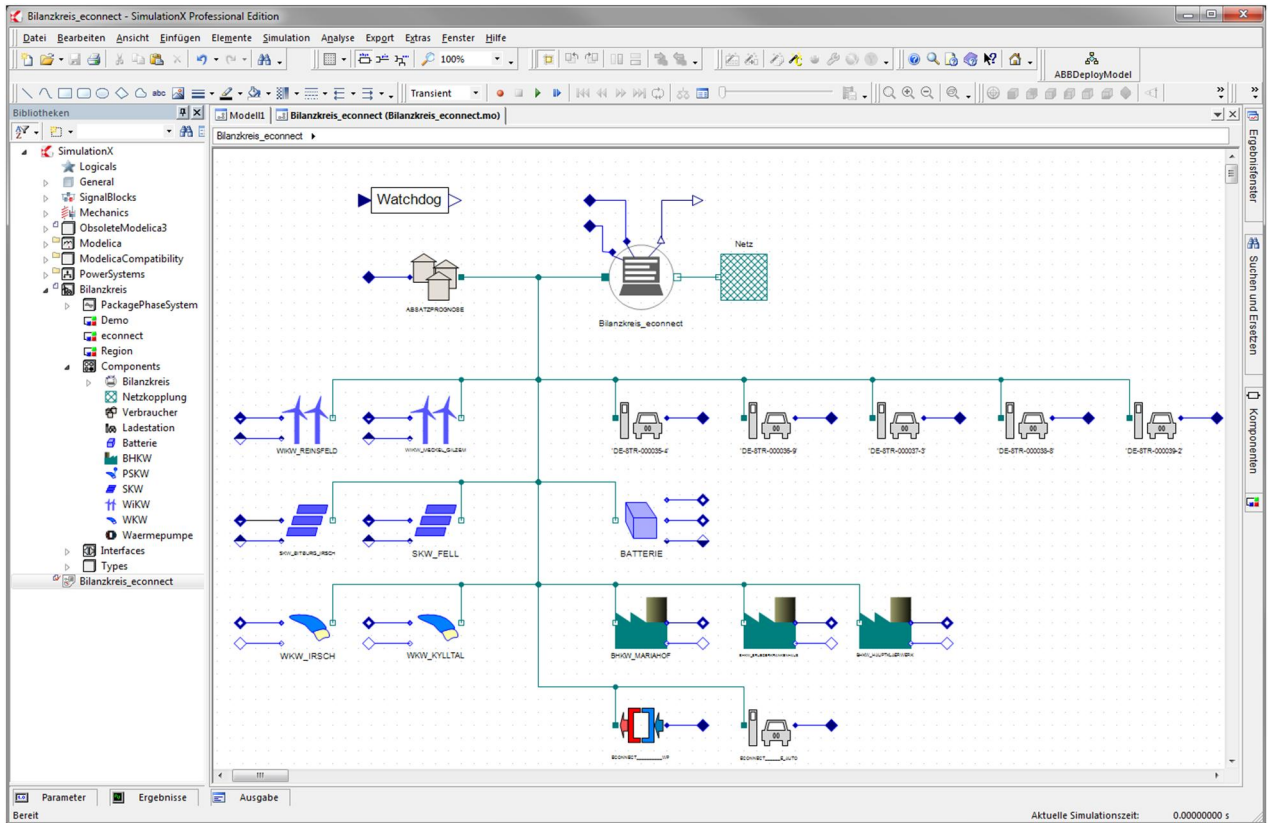 Bilanzkreis_econnect - SimulationX Professional Edition
Datei Bearbeiten Ansicht Einfügen Elemente Simulation Analyse Export Extras Fenster Hilfe
100%
ABBDeployModel
abc
Transient
Bibliotheken
Modell1
Bilanzkreis_econnect (Bilanzkreis_econnect.mo)
Bilanzkreis_econnect
SimulationX
Logicals
General
SignalBlocks
Mechanics
ObsoleteModelica3
Modelica
ModelicaCompatibility
PowerSystems
Bilanzkreis
PackagePhaseSystem
Demo
econnect
Region
Components
Bilanzkreis
Netzkopplung
Verbraucher
Ladestation
Batterie
BHKW
PSKW
SKW
WiKW
WKW
Waermepumpe
Interfaces
Types
Bilanzkreis_econnect
Watchdog
Netz
ABSATZPROGNOSE
Bilanzkreis_econnect
WIKW_REINSFELD
WIKW_MECKEL_GILZEM
'DE-STR-000035-4'
'DE-STR-000036-9'
'DE-STR-000037-3'
'DE-STR-000038-8'
'DE-STR-000039-2'
SKW_BITBURG_IRSCH
SKW_FELL
BATTERIE
WKW_IRSCH
WKW_KYLLTAL
BHKW_MARIAHOF
BHKW_HAUPTKLAERWERK
Ergebnisfenster
Suchen und Ersetzen
Komponenten
Parameter
Ergebnisse
Ausgabe
Bereit
Aktuelle Simulationszeit: 0.00000000 s